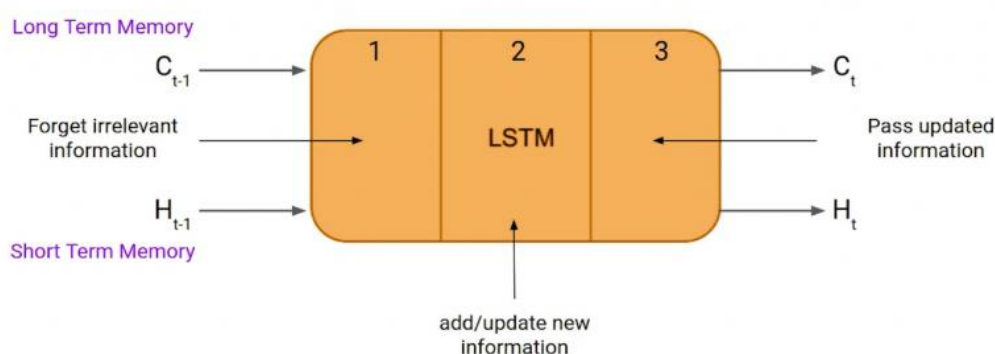 Long Term Memory
1
2
3
C t-1
C t
Forget irrelevant
information
LSTM
Pass updated
information
H t-1
H t
Short Term Memory
add/update new
information